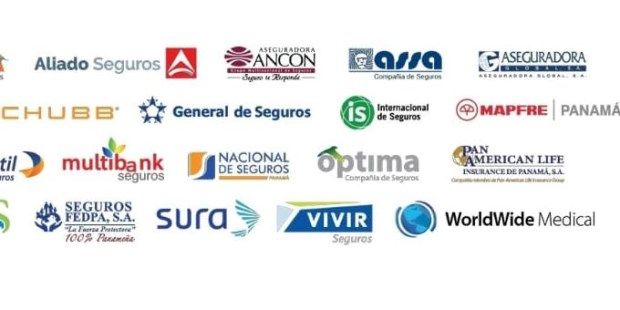 Aliado Seguros
ASEGURADORA
ANCON
Seguro te Responde
assa
Compañía de Seguros
ASEGURADORA
GLOBAL, S.A.
ASEGURADORA GLOBAL, S.A.
CHUBB®
General de Seguros
is
Internacional
de Seguros
MAPFRE | PANAMÁ
til
uros
multibank
seguros
NACIONAL
DE SEGUROS
PANAMÁ
óptima
Compañía de Seguros
PAN
AMERICAN LIFE
INSURANCE DE PANAMÁ, S.A.
Compañía miembro de Pan-American Life Insurance Group
S
SEGUROS
FEDPA, S.A.
"La Fuerza Protectora"
100% Panameña
sura
VIVIR
Seguros
WorldWide Medical